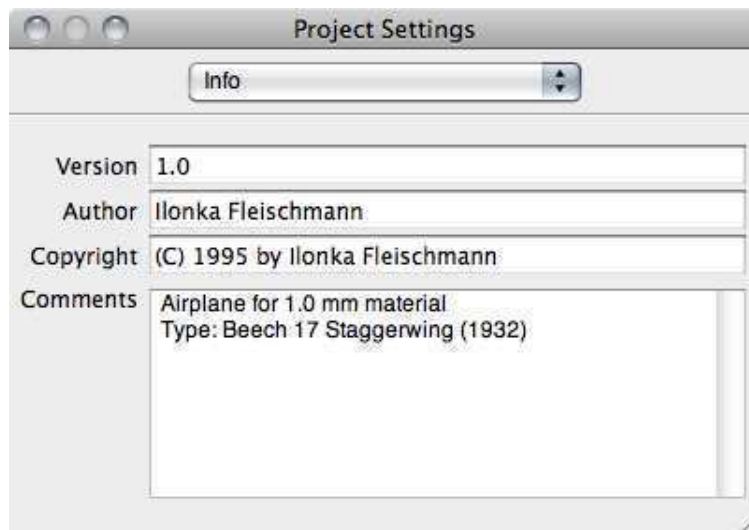 Project Settings
Info
Version 1.0
Author Ilonka Fleischmann
Copyright (C) 1995 by Ilonka Fleischmann
Comments Airplane for 1.0 mm material
Type: Beech 17 Staggerwing (1932)